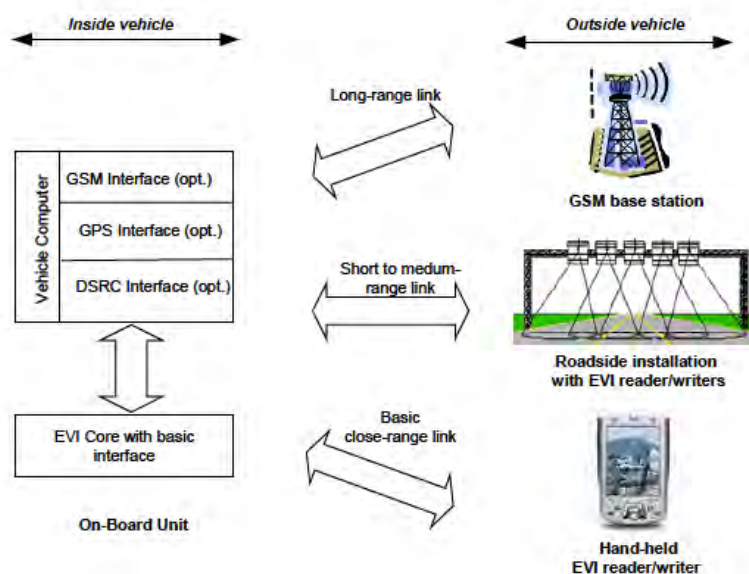 Inside vehicle
Outside vehicle
Long-range link
GSM base station
Vehicle Computer
GSM Interface (opt.)
GPS Interface (opt.)
DSRC Interface (opt.)
Short to medum-
range link
Roadside installation
with EVI reader/writers
EVI Core with basic
interface
Basic
close-range link
On-Board Unit
Hand-held
EVI reader/writer